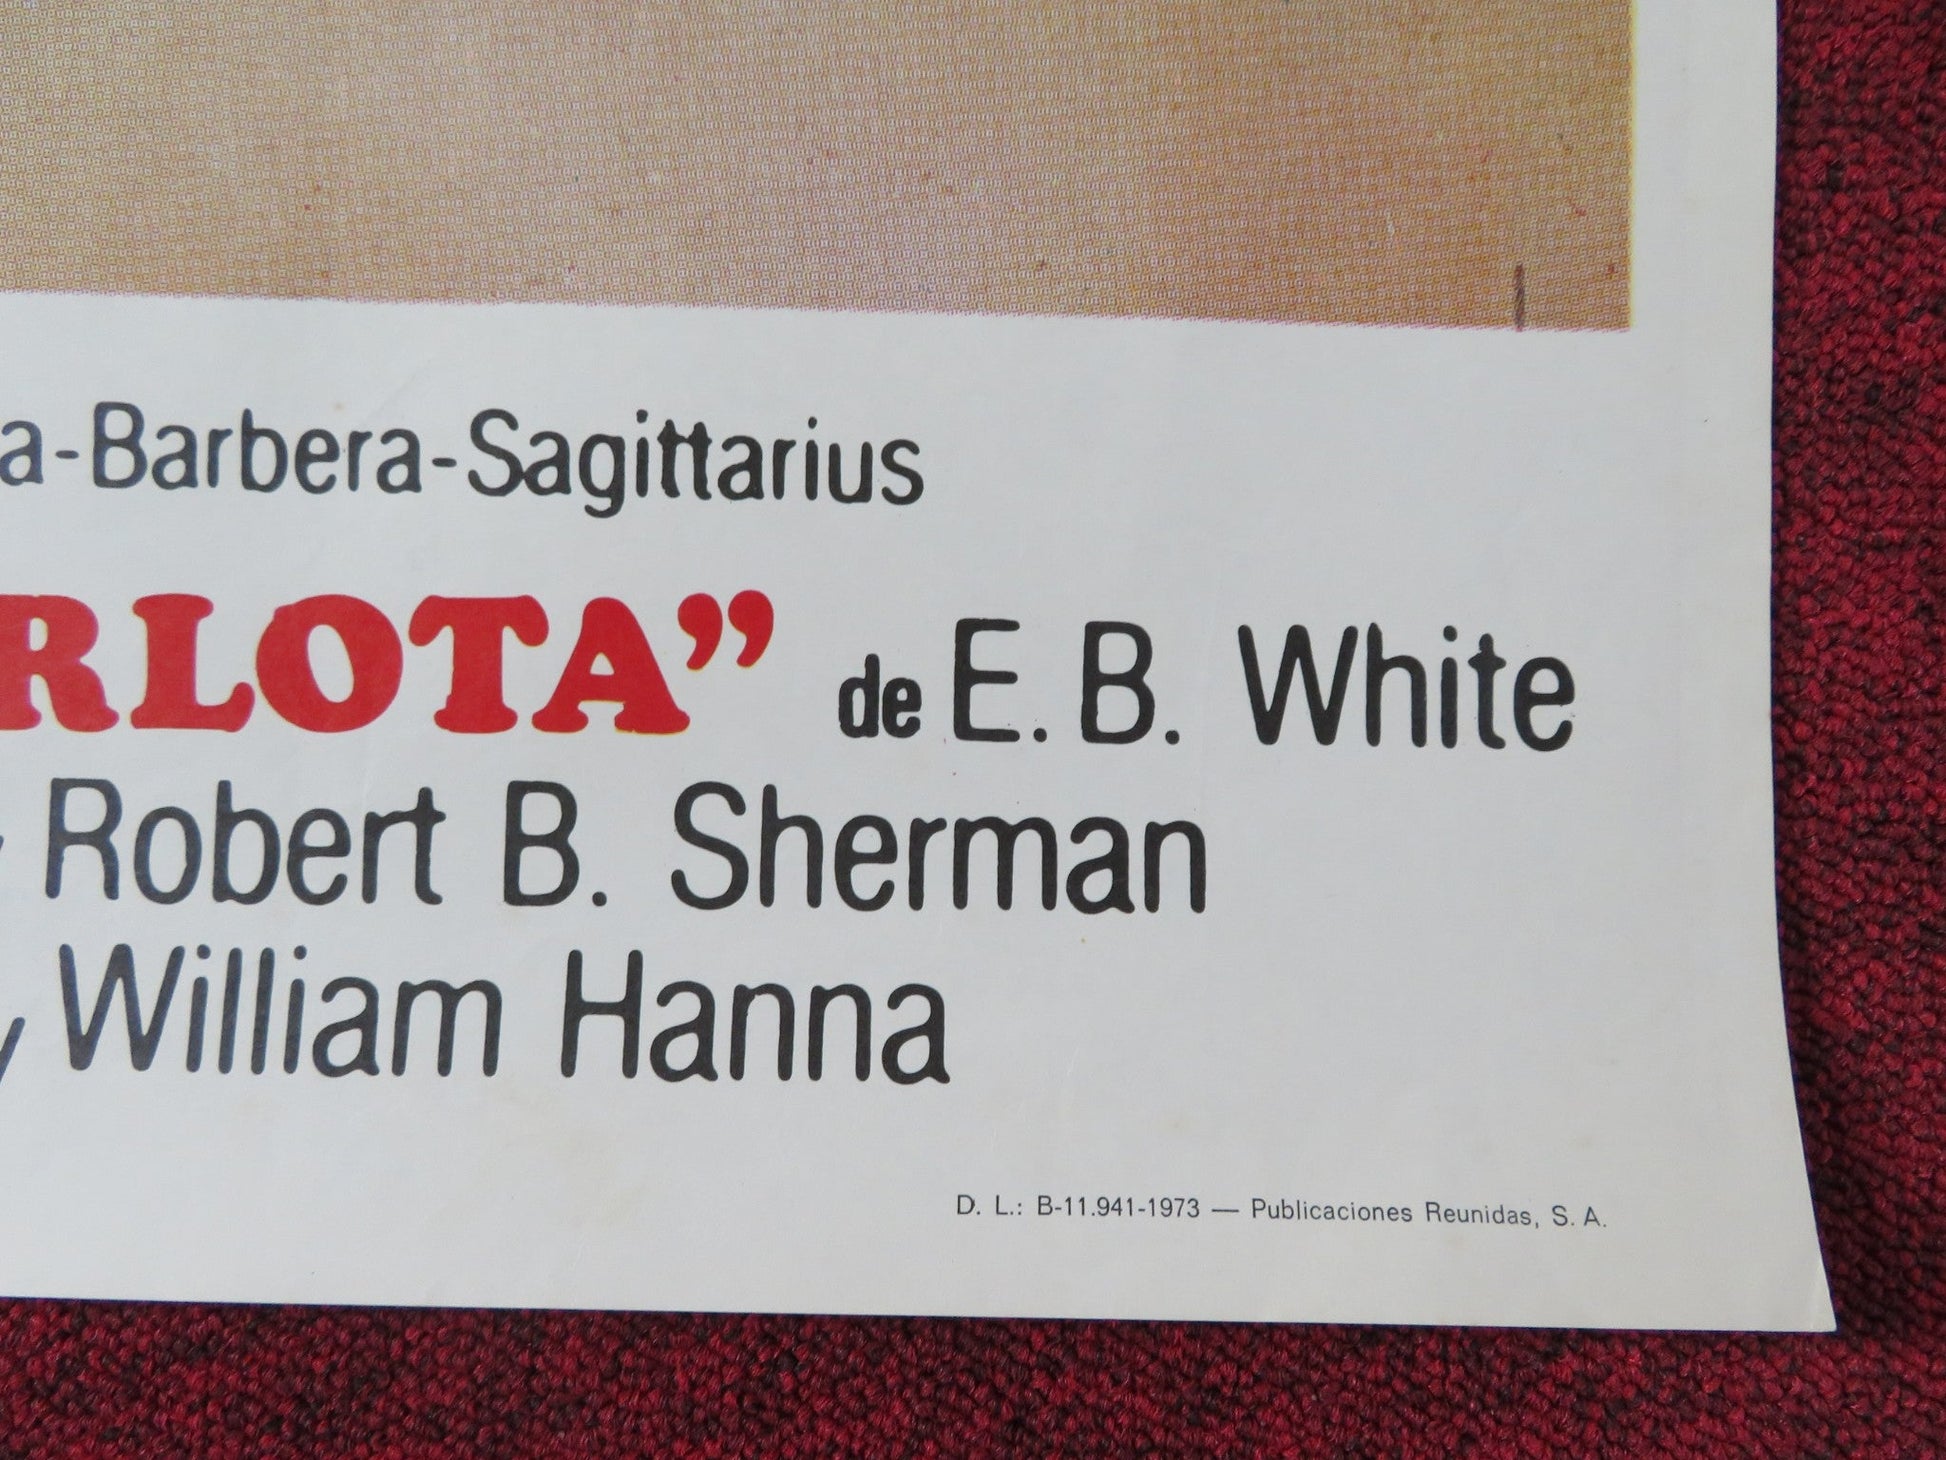 a-Barbera-Sagittarius
RLOTA” de E. B. White
Robert B. Sherman
, William Hanna
D. L.: B-11.941-1973 — Publicaciones Reunidas, S. A.